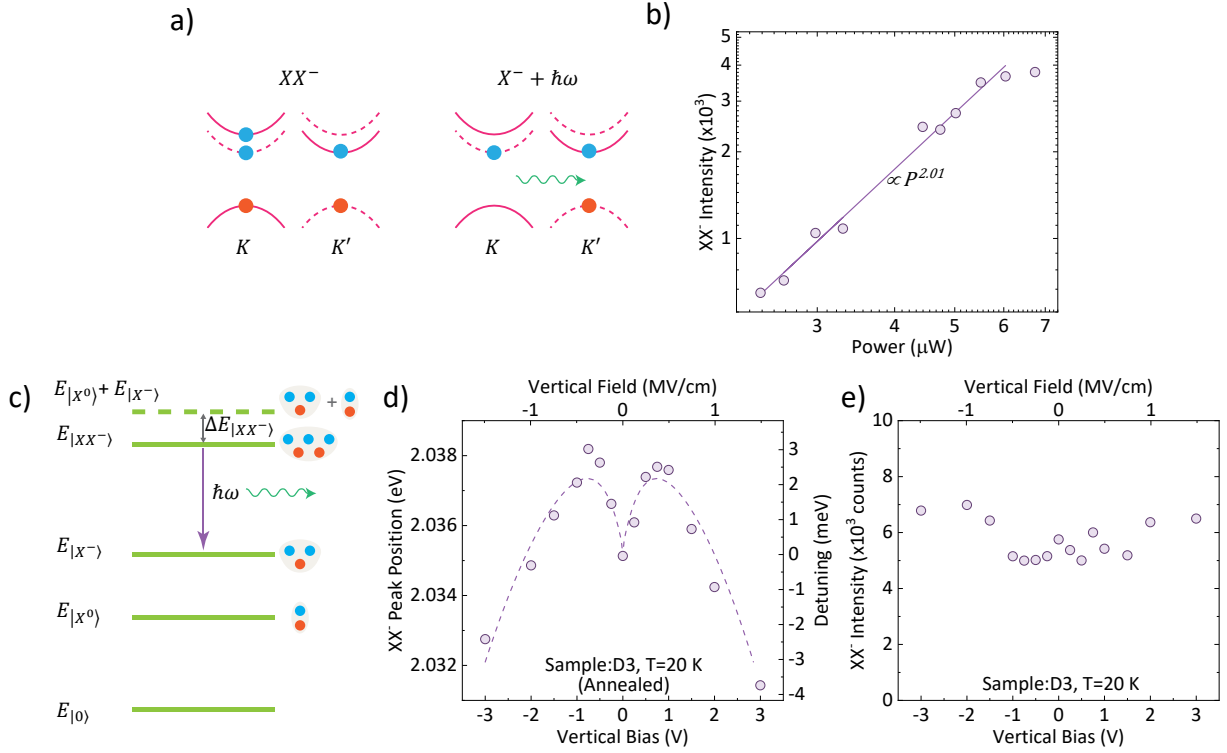 a)
XX⁻
X⁻ + ħω
K
K′
K
K′
b)
XX⁻ Intensity (x10³)
5
4
3
2
1
∝ P^2.01
3
4
5
6
7
Power (μW)
c)
E|X⁰⟩ + E|X⁻⟩
+
ΔE|XX⁻⟩
E|XX⁻⟩
ħω
E|X⁻⟩
E|X⁰⟩
E|0⟩
d)
Vertical Field (MV/cm)
-1 0 1
XX⁻ Peak Position (eV)
2.038
2.036
2.034
2.032
Detuning (meV)
3
2
1
0
-1
-2
-3
-4
Sample:D3, T=20 K
(Annealed)
-3 -2 -1 0 1 2 3
Vertical Bias (V)
e)
Vertical Field (MV/cm)
-1 0 1
XX⁻ Intensity (x10³ counts)
10
8
6
4
2
0
Sample:D3, T=20 K
-3 -2 -1 0 1 2 3
Vertical Bias (V)